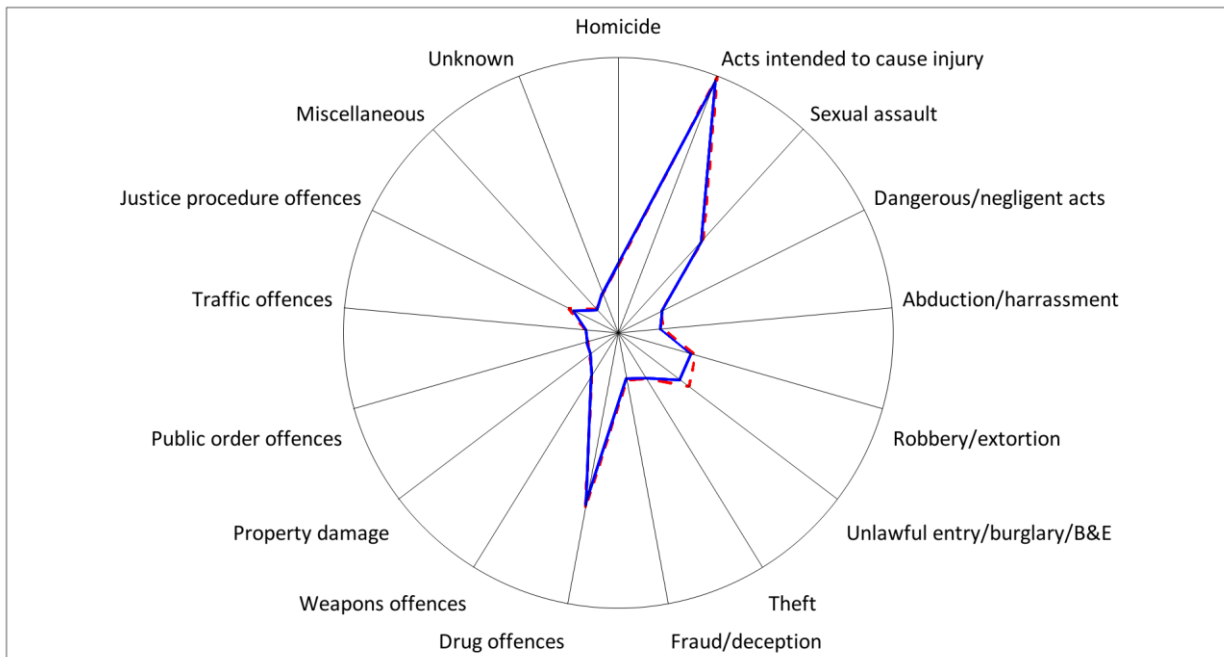 Homicide
Unknown
Acts intended to cause injury
Miscellaneous
Sexual assault
Justice procedure offences
Dangerous/negligent acts
Traffic offences
Abduction/harrassment
Public order offences
Robbery/extortion
Property damage
Unlawful entry/burglary/B&E
Weapons offences
Theft
Drug offences
Fraud/deception